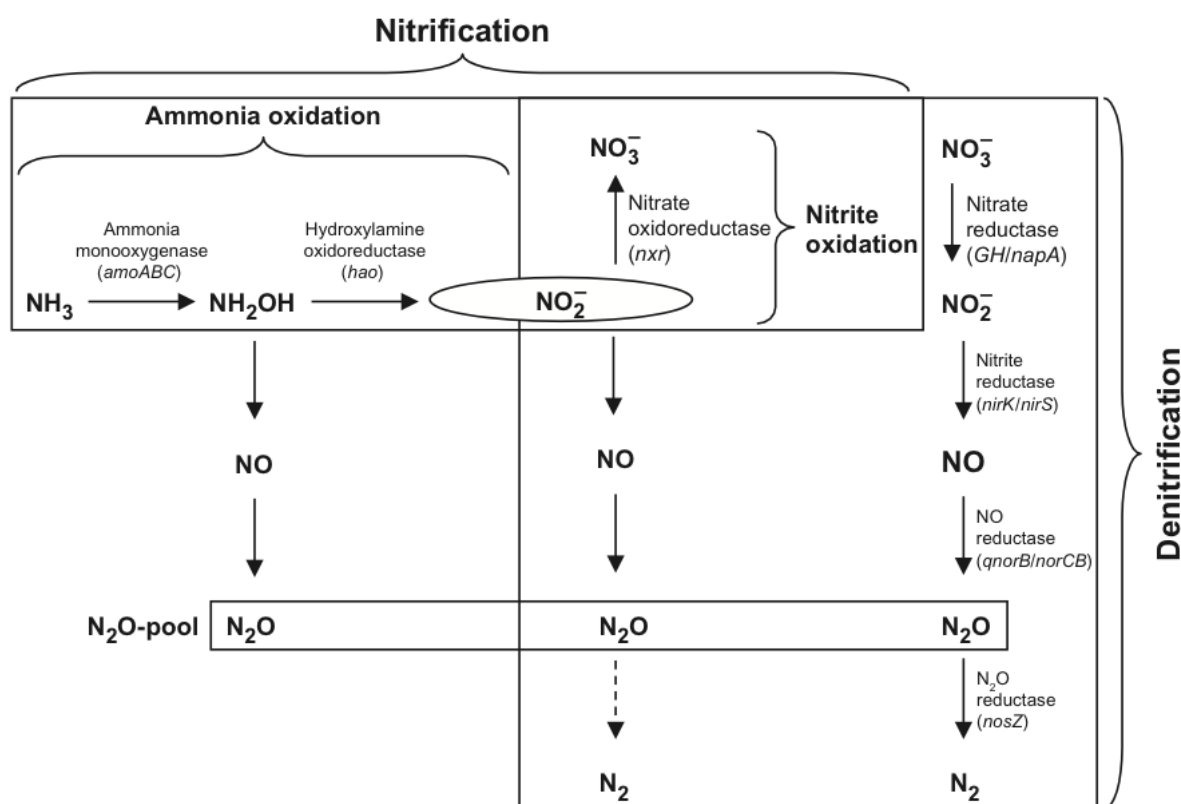 Nitrification
Ammonia oxidation
Ammonia
monooxygenase
(amoABC)
Hydroxylamine
oxidoreductase
(hao)
NH₃
NH₂OH
NO₂⁻
NO₃⁻
Nitrate
oxidoreductase
(nxr)
Nitrite
oxidation
NO₃⁻
Nitrate
reductase
(GH/napA)
NO₂⁻
Nitrite
reductase
(nirK/nirS)
NO
NO
NO
NO
reductase
(qnorB/norCB)
N₂O-pool
N₂O
N₂O
N₂O
N₂O
reductase
(nosZ)
N₂
N₂
Denitrification